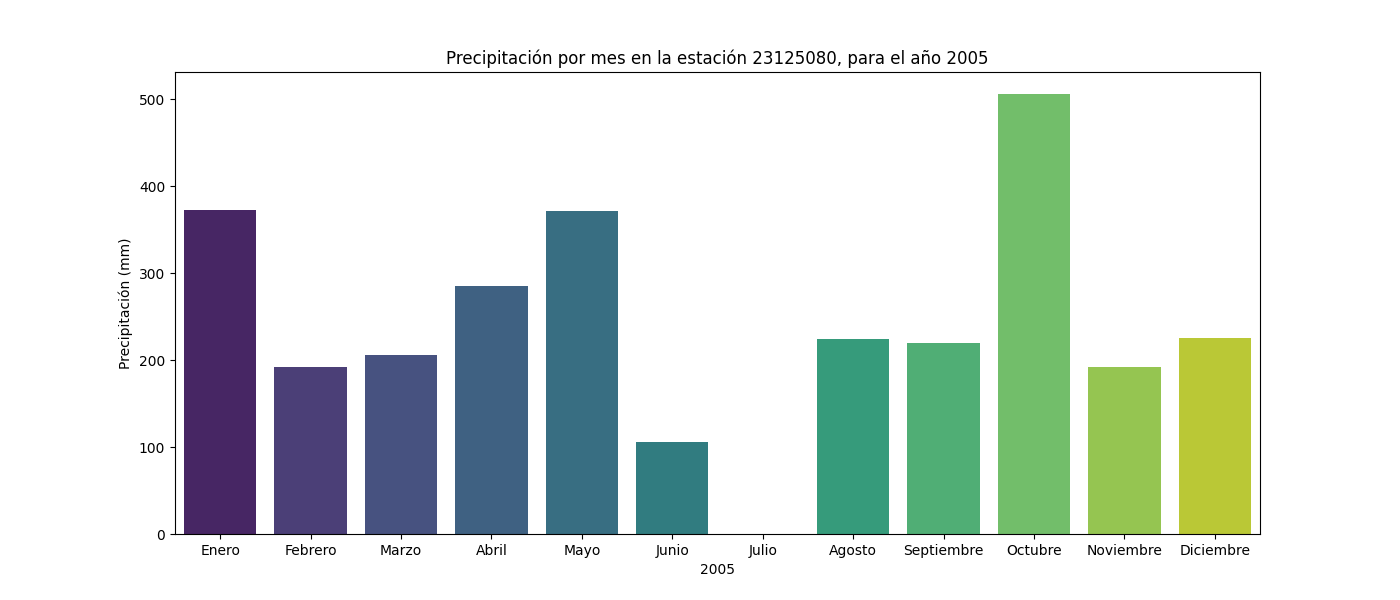 Precipitación por mes en la estación 23125080, para el año 2005
Precipitación (mm)
500
400
300
200
100
0
Enero Febrero Marzo Abril Mayo Junio Julio Agosto Septiembre Octubre Noviembre Diciembre
2005